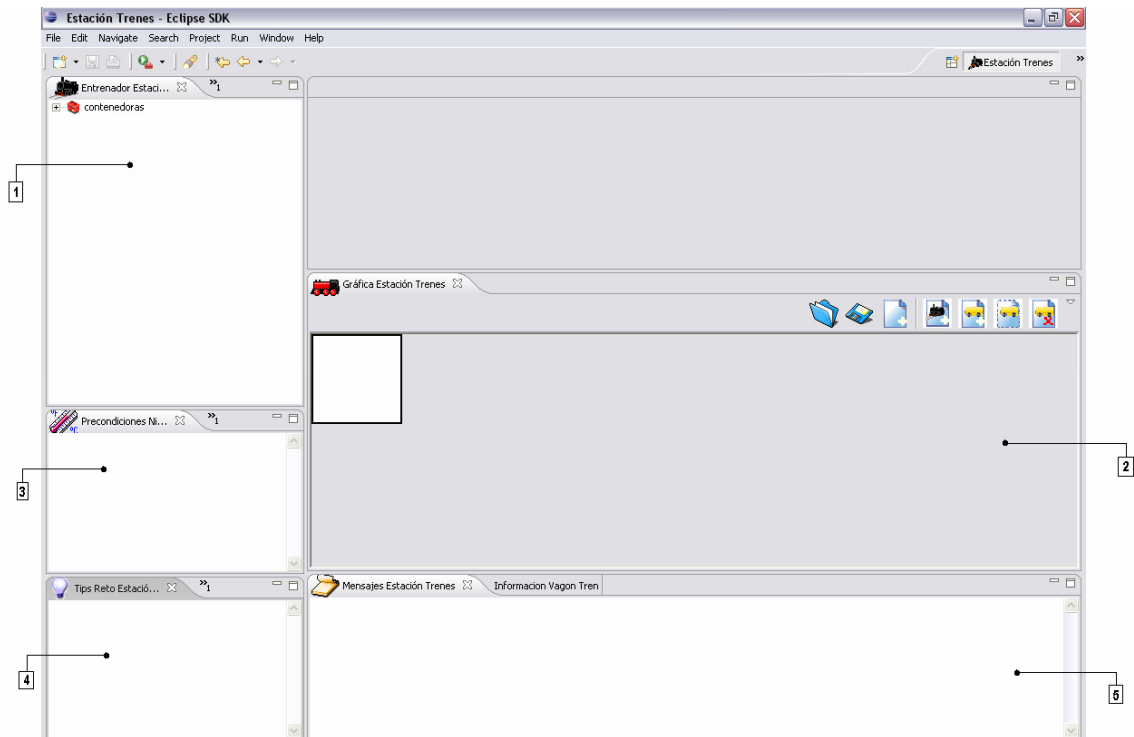 Estación Trenes - Eclipse SDK
File Edit Navigate Search Project Run Window Help
Estación Trenes »
Entrenador Estaci... »1
contenedoras
1
Gráfica Estación Trenes
Precondiciones Ni... »1
2
3
Tips Reto Estació... »1
Mensajes Estación Trenes Informacion Vagon Tren
4
5